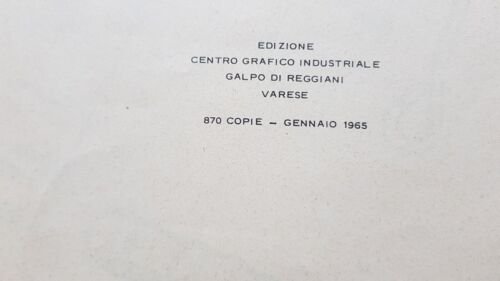 EDIZIONE
CENTRO GRAFICO INDUSTRIALE
GALPO DI REGGIANI
VARESE
870 COPIE – GENNAIO 1965